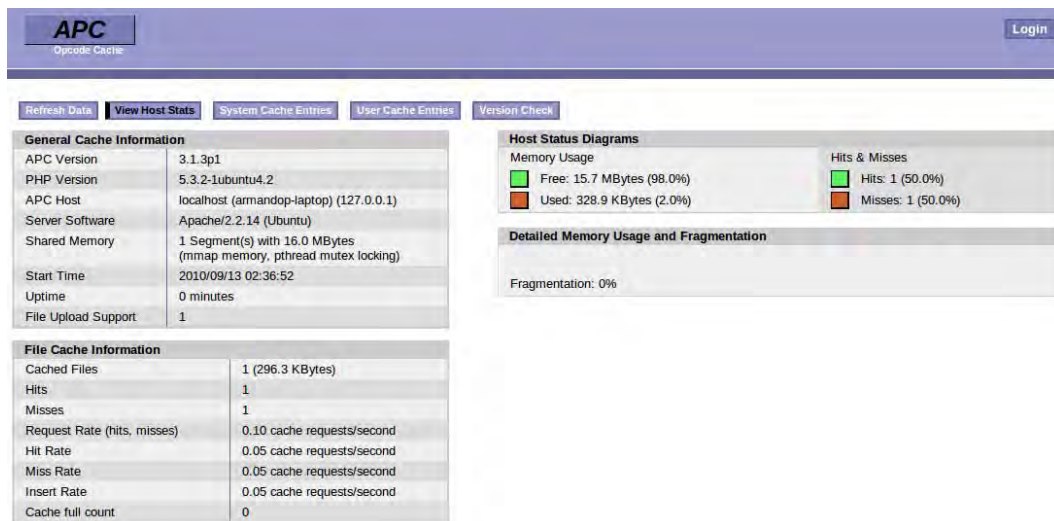 APC
Opcode Cache
Login
Refresh Data View Host Stats System Cache Entries User Cache Entries Version Check
General Cache Information
APC Version 3.1.3p1
PHP Version 5.3.2-1ubuntu4.2
APC Host localhost (armandop-laptop) (127.0.0.1)
Server Software Apache/2.2.14 (Ubuntu)
Shared Memory 1 Segment(s) with 16.0 MBytes
(mmap memory, pthread mutex locking)
Start Time 2010/09/13 02:36:52
Uptime 0 minutes
File Upload Support 1
File Cache Information
Cached Files 1 (296.3 KBytes)
Hits 1
Misses 1
Request Rate (hits, misses) 0.10 cache requests/second
Hit Rate 0.05 cache requests/second
Miss Rate 0.05 cache requests/second
Insert Rate 0.05 cache requests/second
Cache full count 0
Host Status Diagrams
Memory Usage Hits & Misses
Free: 15.7 MBytes (98.0%) Hits: 1 (50.0%)
Used: 328.9 KBytes (2.0%) Misses: 1 (50.0%)
Detailed Memory Usage and Fragmentation
Fragmentation: 0%